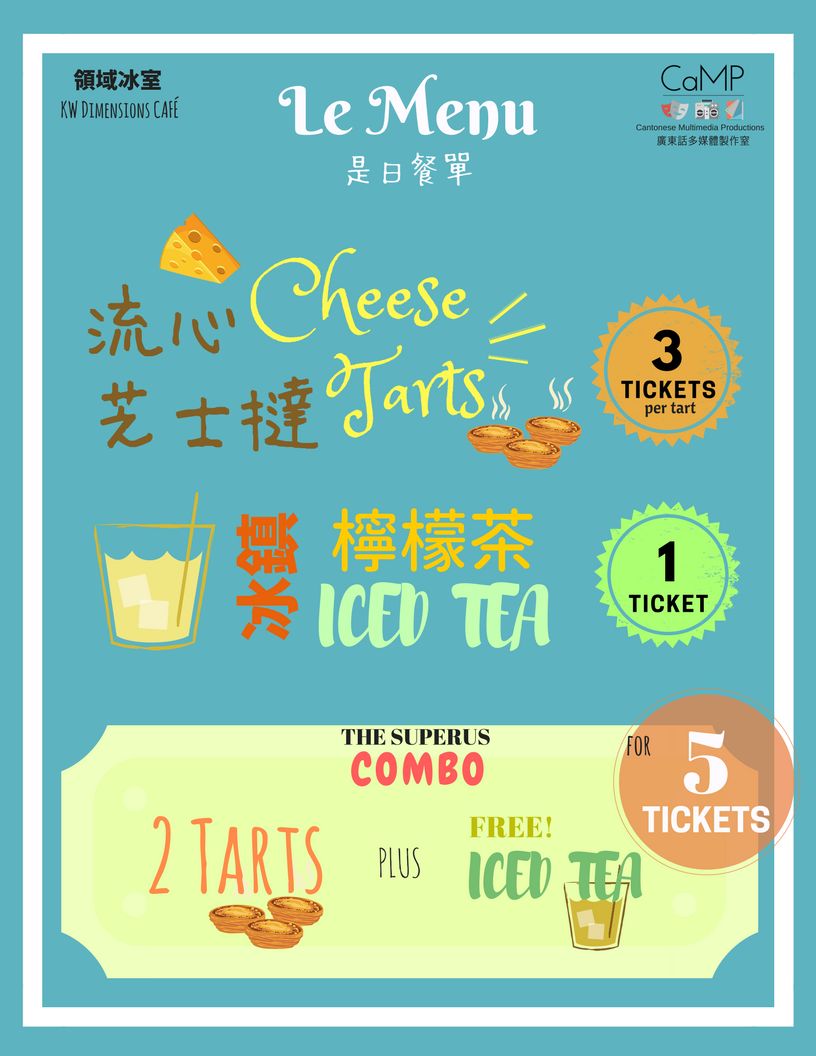 領域冰室
KW Dimensions CAFÉ
Le Menu
是日餐單
CaMP
Cantonese Multimedia Productions
廣東話多媒體製作室
流心
芝士撻
Cheese
Tarts
3
TICKETS
per tart
冰鎮
檸檬茶
ICED TEA
1
TICKET
THE SUPERUS
COMBO
FOR
5
TICKETS
2 TARTS
PLUS
FREE!
ICED TEA